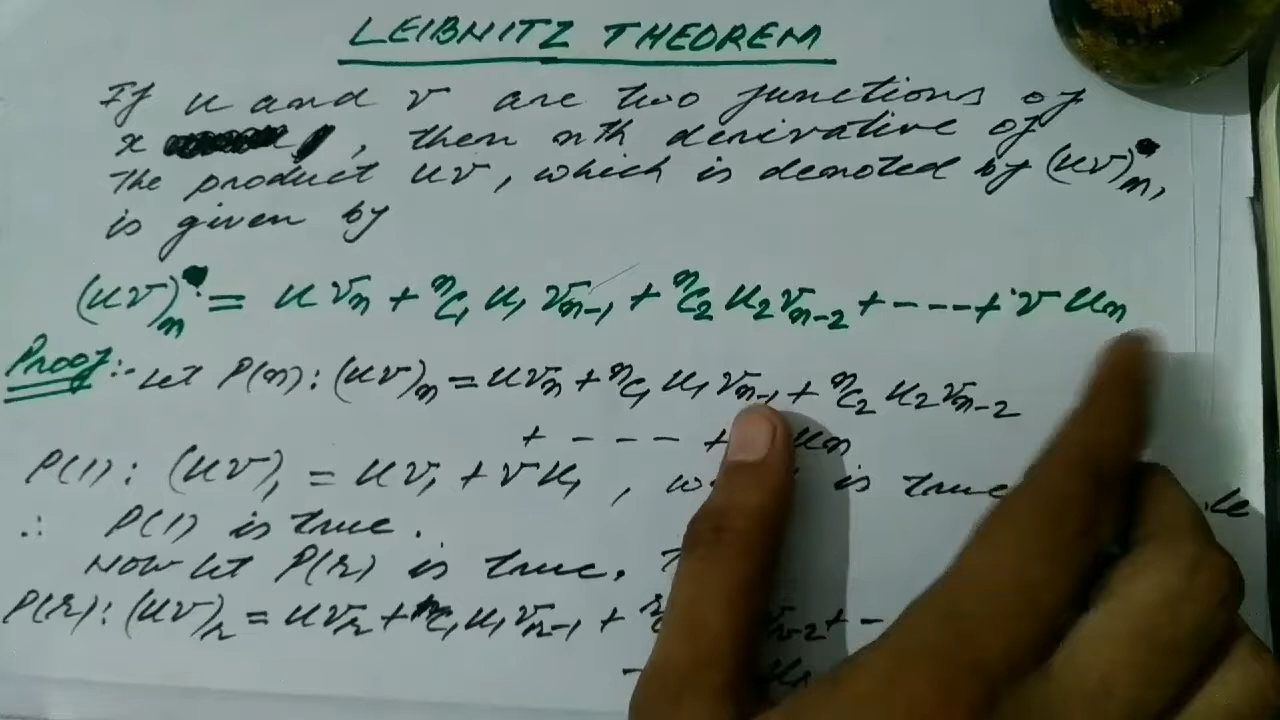 LEIBNITZ THEOREM
If u and v are two functions of
x , then nth derivative of
the product uv, which is denoted by (uv)ₙ,
is given by
(uv)ₙ = u vₙ + ⁿC₁ u₁ vₙ₋₁ + ⁿC₂ u₂ vₙ₋₂ + ---- + v uₙ
Proof:- Let P(n): (uv)ₙ = uvₙ + ⁿC₁ u₁ vₙ₋₁ + ⁿC₂ u₂ vₙ₋₂
+ ---- + uₙ
P(1): (uv)₁ = uv₁ + vu₁, is true
∴ P(1) is true.
Now let P(r) is true.
P(r): (uv)ᵣ = uvᵣ + ʳC₁ u₁ vᵣ₋₁ + vᵣ₋₂ + -